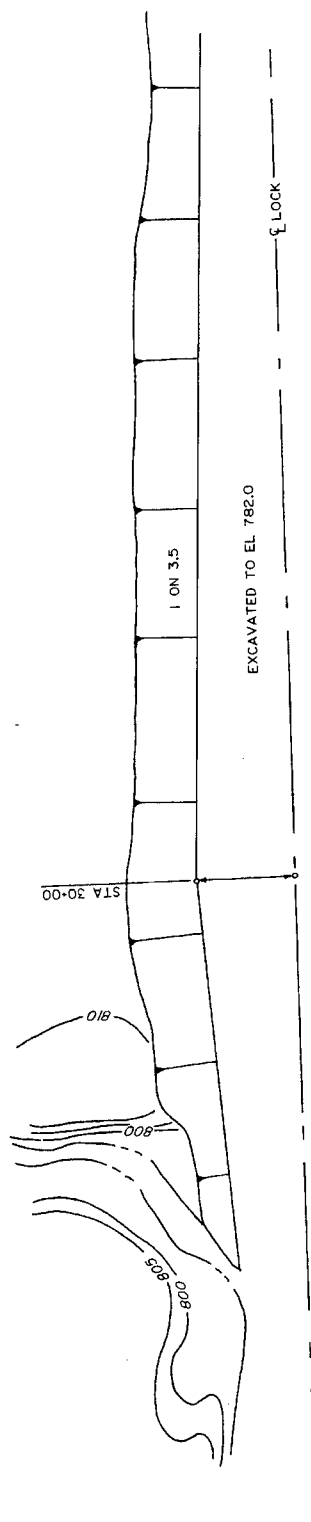 ℄ LOCK
1 ON 3.5
EXCAVATED TO EL 782.0
STA 30+00
810
800
805
800